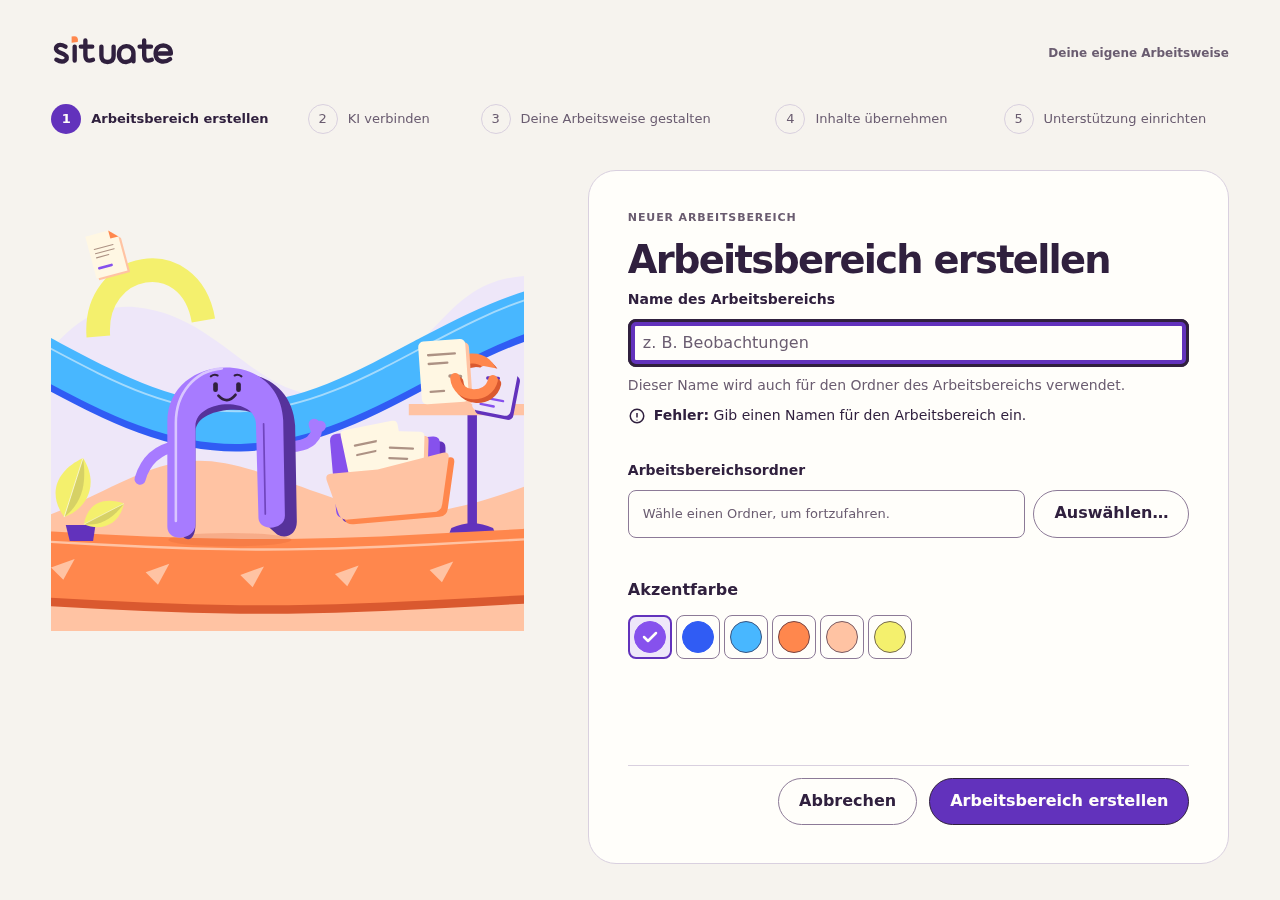 situate
Deine eigene Arbeitsweise
1 Arbeitsbereich erstellen
2 KI verbinden
3 Deine Arbeitsweise gestalten
4 Inhalte übernehmen
5 Unterstützung einrichten
NEUER ARBEITSBEREICH
Arbeitsbereich erstellen
Name des Arbeitsbereichs
z. B. Beobachtungen
Dieser Name wird auch für den Ordner des Arbeitsbereichs verwendet.
Fehler: Gib einen Namen für den Arbeitsbereich ein.
Arbeitsbereichsordner
Wähle einen Ordner, um fortzufahren.
Auswählen…
Akzentfarbe
Abbrechen
Arbeitsbereich erstellen